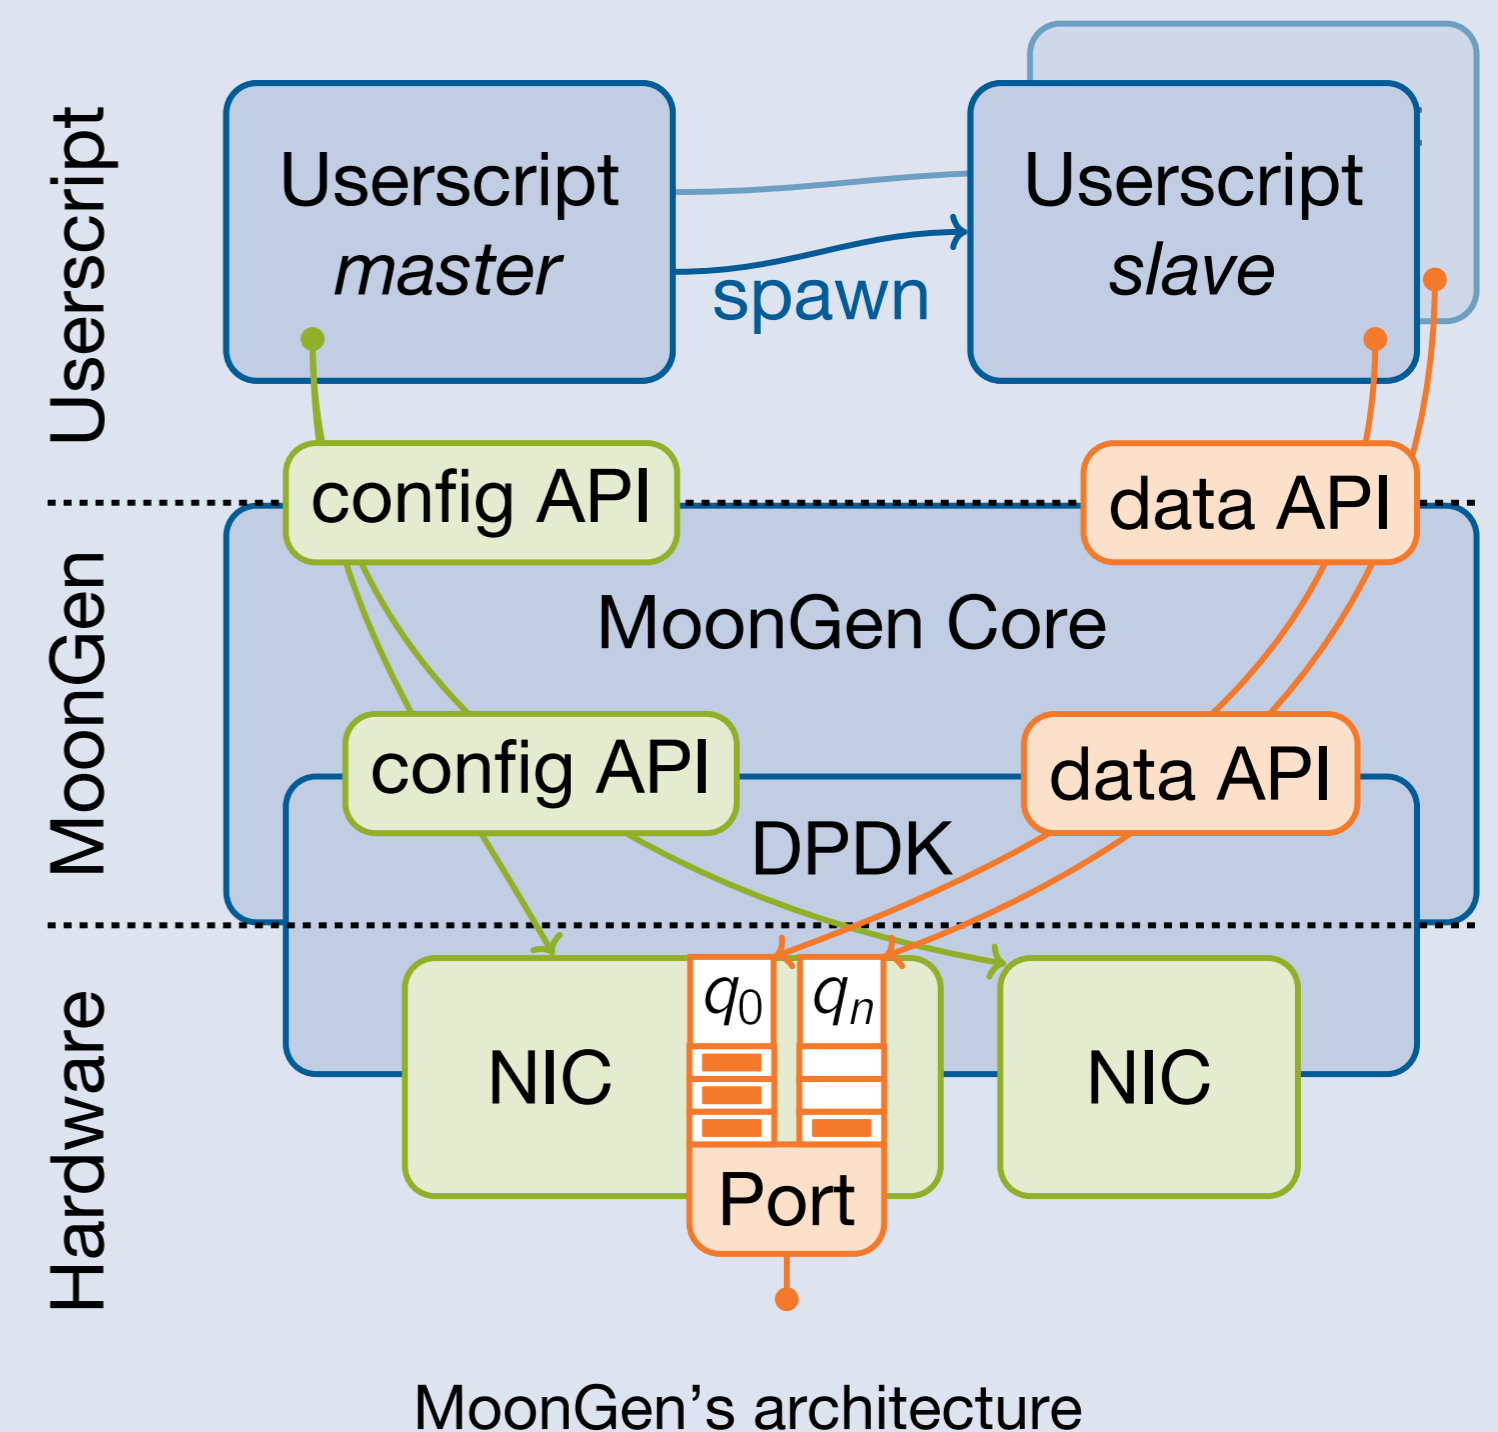 Userscript
Userscript
master
spawn
Userscript
slave
config API
data API
MoonGen
MoonGen Core
config API
data API
DPDK
Hardware
q0
qn
NIC
NIC
Port
MoonGen's architecture